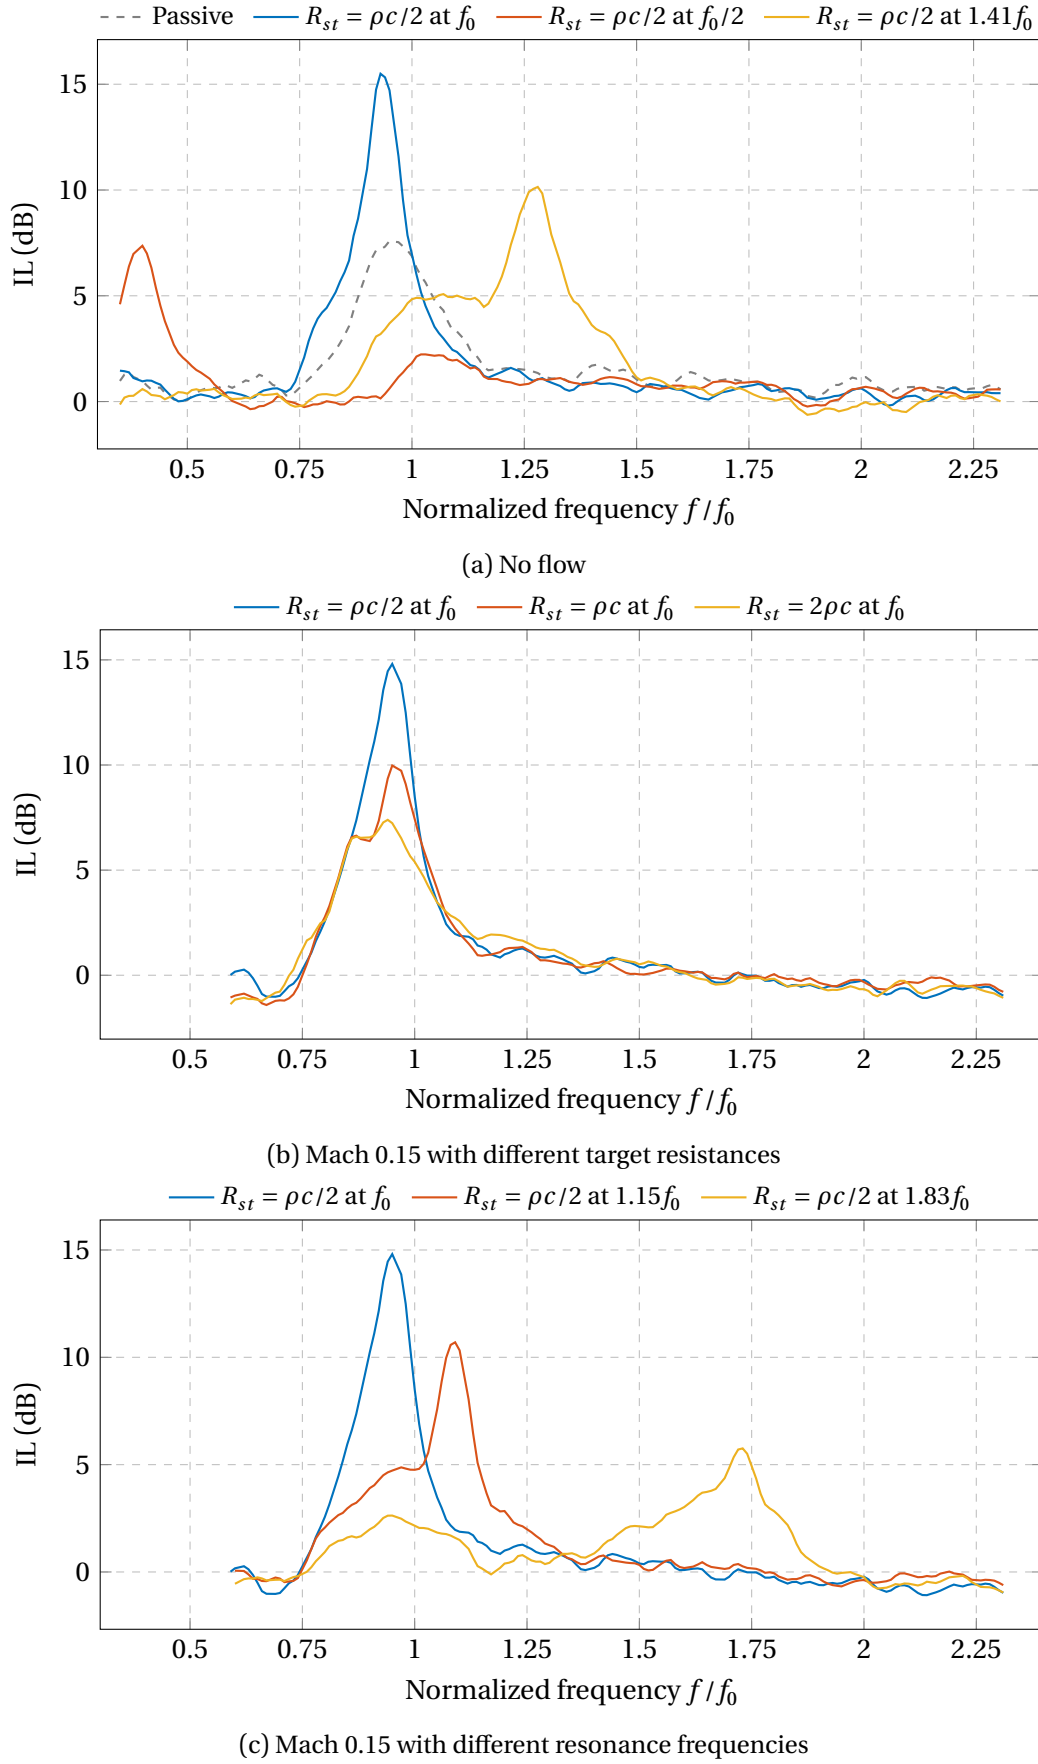 Passive R_st = ρc/2 at f_0 R_st = ρc/2 at f_0/2 R_st = ρc/2 at 1.41f_0
15
10
5
0
IL (dB)
0.5 0.75 1 1.25 1.5 1.75 2 2.25
Normalized frequency f/f_0
(a) No flow
R_st = ρc/2 at f_0 R_st = ρc at f_0 R_st = 2ρc at f_0
15
10
5
0
IL (dB)
0.5 0.75 1 1.25 1.5 1.75 2 2.25
Normalized frequency f/f_0
(b) Mach 0.15 with different target resistances
R_st = ρc/2 at f_0 R_st = ρc/2 at 1.15f_0 R_st = ρc/2 at 1.83f_0
15
10
5
0
IL (dB)
0.5 0.75 1 1.25 1.5 1.75 2 2.25
Normalized frequency f/f_0
(c) Mach 0.15 with different resonance frequencies